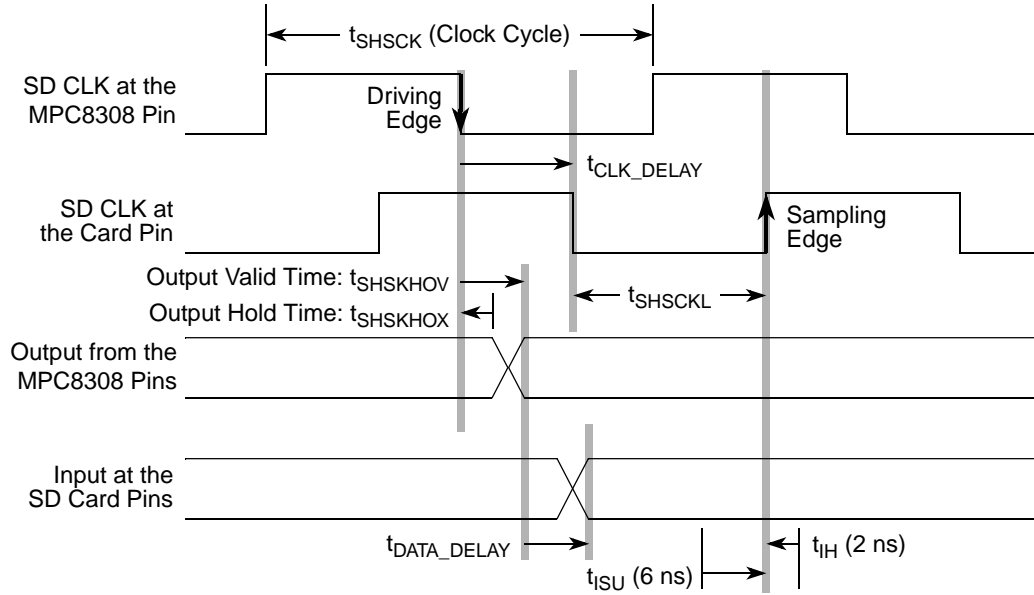 tSHSCK (Clock Cycle)
SD CLK at the
MPC8308 Pin
Driving
Edge
tCLK_DELAY
SD CLK at
the Card Pin
Sampling
Edge
Output Valid Time: tSHSKHOV
tSHSCKL
Output Hold Time: tSHSKHOX
Output from the
MPC8308 Pins
Input at the
SD Card Pins
tDATA_DELAY
tIH (2 ns)
tISU (6 ns)